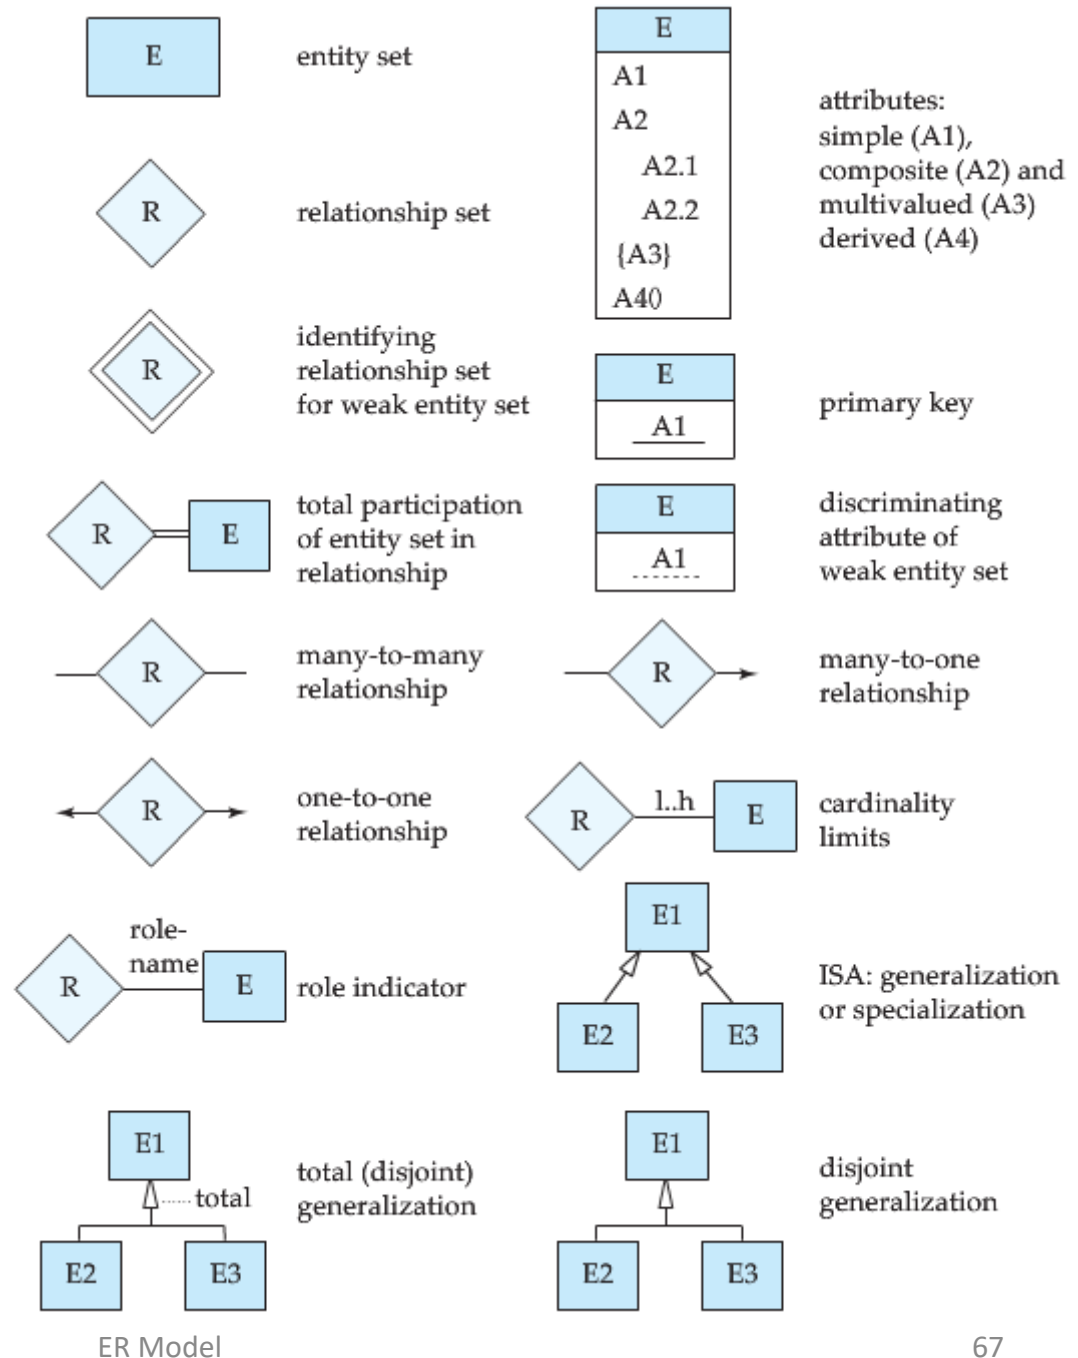 E
entity set
R
relationship set
R
identifying
relationship set
for weak entity set
R
E
total participation
of entity set in
relationship
R
many-to-many
relationship
R
one-to-one
relationship
R
role-
name
E
role indicator
E1
total
E2
E3
total (disjoint)
generalization
E
A1
A2
A2.1
A2.2
{A3}
A40
attributes:
simple (A1),
composite (A2) and
multivalued (A3)
derived (A4)
E
A1
primary key
E
A1
discriminating
attribute of
weak entity set
R
many-to-one
relationship
R
l..h
E
cardinality
limits
E1
E2
E3
ISA: generalization
or specialization
E1
E2
E3
disjoint
generalization
ER Model
67